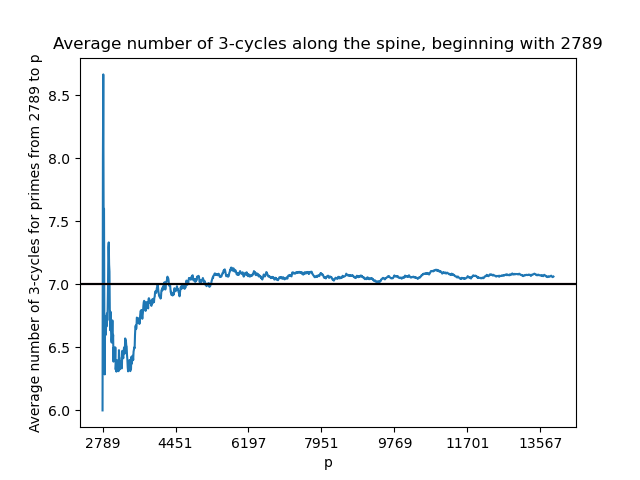 Average number of 3-cycles along the spine, beginning with 2789
Average number of 3-cycles for primes from 2789 to p
8.5
8.0
7.5
7.0
6.5
6.0
2789 4451 6197 7951 9769 11701 13567
p